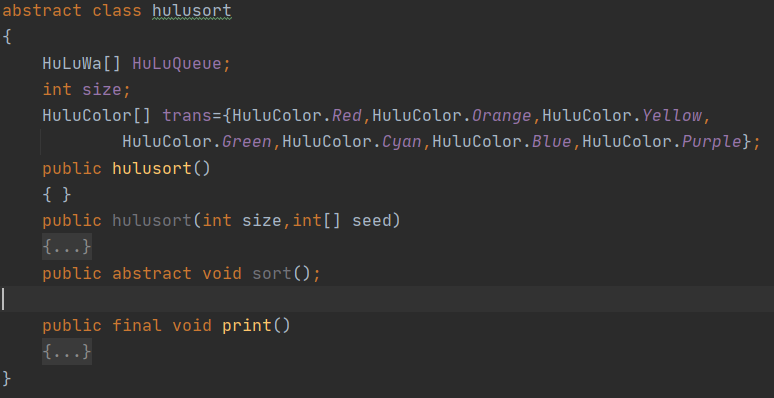 abstract class hulusort
{
    HuLuWa[] HuLuQueue;
    int size;
    HuluColor[] trans={HuluColor.Red,HuluColor.Orange,HuluColor.Yellow,
            HuluColor.Green,HuluColor.Cyan,HuluColor.Blue,HuluColor.Purple};
    public hulusort()
    { }
    public hulusort(int size,int[] seed)
    {...}
    public abstract void sort();
    public final void print()
    {...}
}